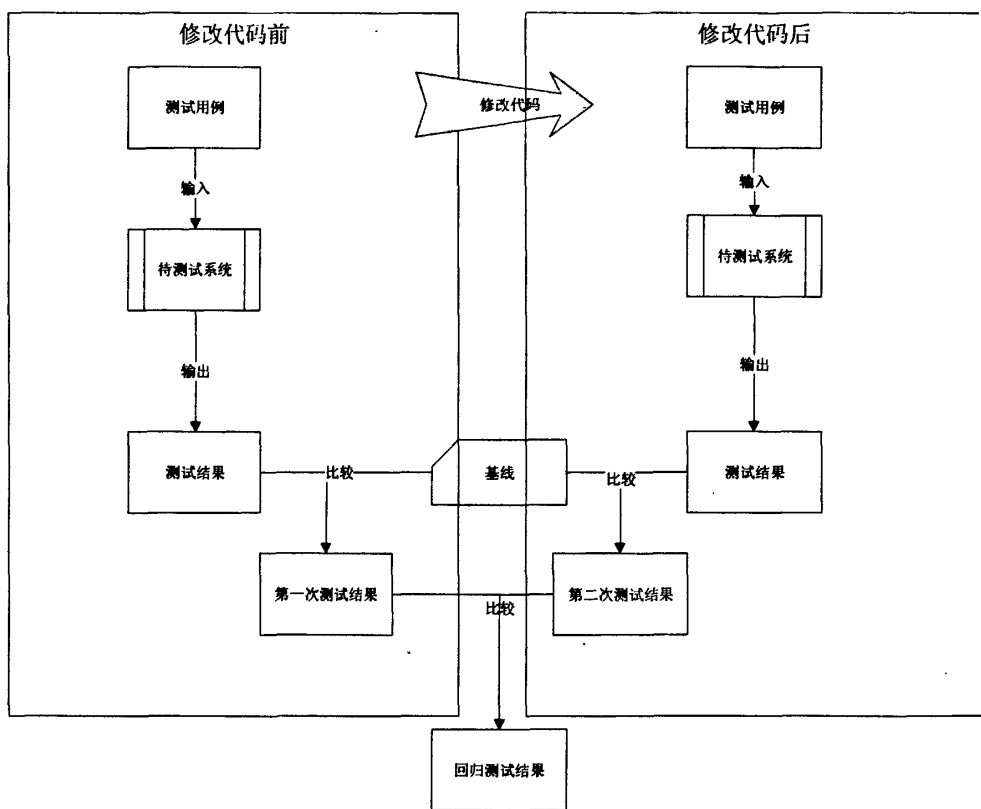 修改代码前
修改代码后
测试用例
修改代码
测试用例
输入
输入
待测试系统
待测试系统
输出
输出
测试结果
比较
基线
比较
测试结果
第一次测试结果
比较
第二次测试结果
回归测试结果